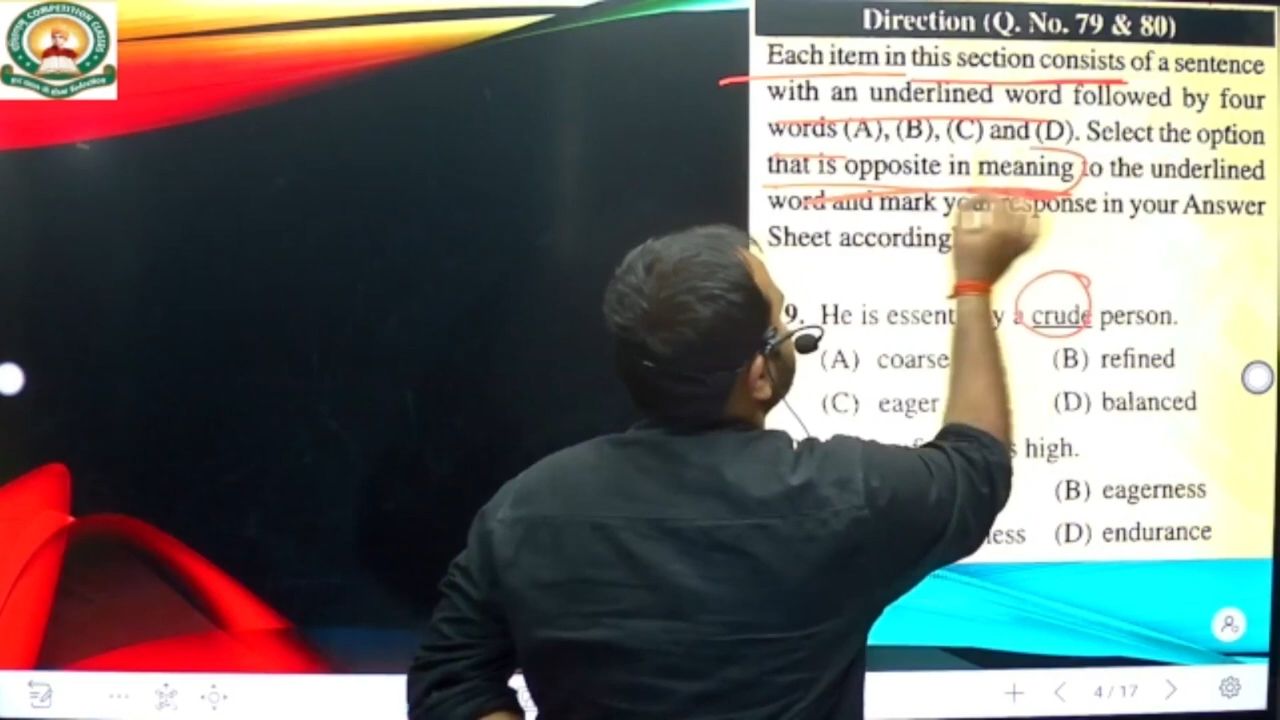 Direction (Q. No. 79 & 80)
Each item in this section consists of a sentence
with an underlined word followed by four
words (A), (B), (C) and (D). Select the option
that is opposite in meaning to the underlined
word and mark your response in your Answer
Sheet according
9. He is essent y a crude person.
(A) coarse (B) refined
(C) eager (D) balanced
s high.
(B) eagerness
ess (D) endurance
4/17